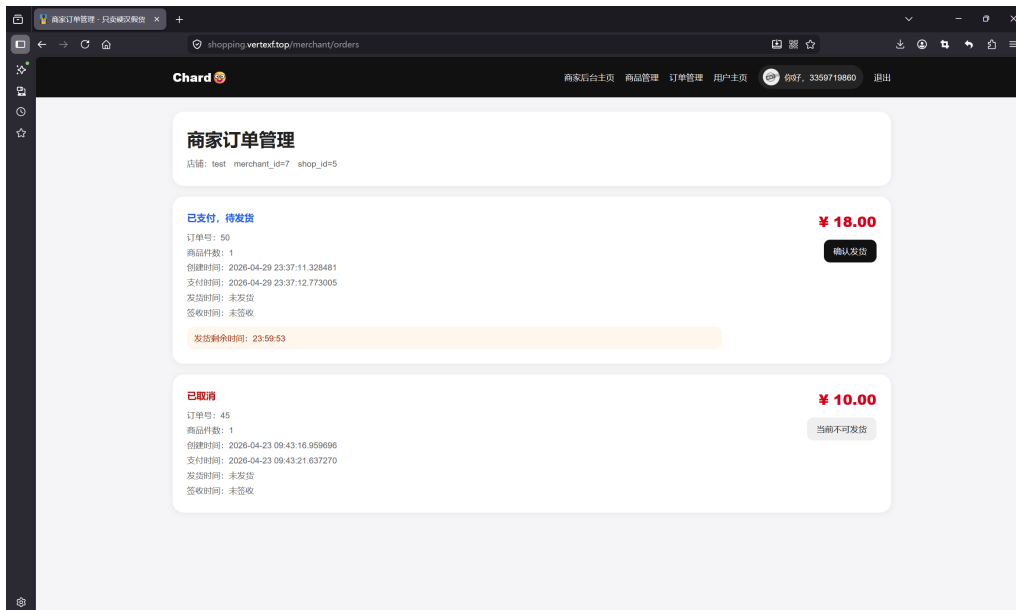 商家订单管理 - 只卖硬汉假货
shopping.vertexf.top/merchant/orders
Chard
商家后台主页 商品管理 订单管理 用户主页 你好，3359719860 退出
商家订单管理
店铺：test merchant_id=7 shop_id=5
已支付，待发货
¥ 18.00
订单号：50
确认发货
商品件数：1
创建时间：2026-04-29 23:37:11.328481
支付时间：2026-04-29 23:37:12.773005
发货时间：未发货
签收时间：未签收
发货剩余时间：23:59:53
已取消
¥ 10.00
订单号：45
当前不可发货
商品件数：1
创建时间：2026-04-23 09:43:16.959696
支付时间：2026-04-23 09:43:21.637270
发货时间：未发货
签收时间：未签收